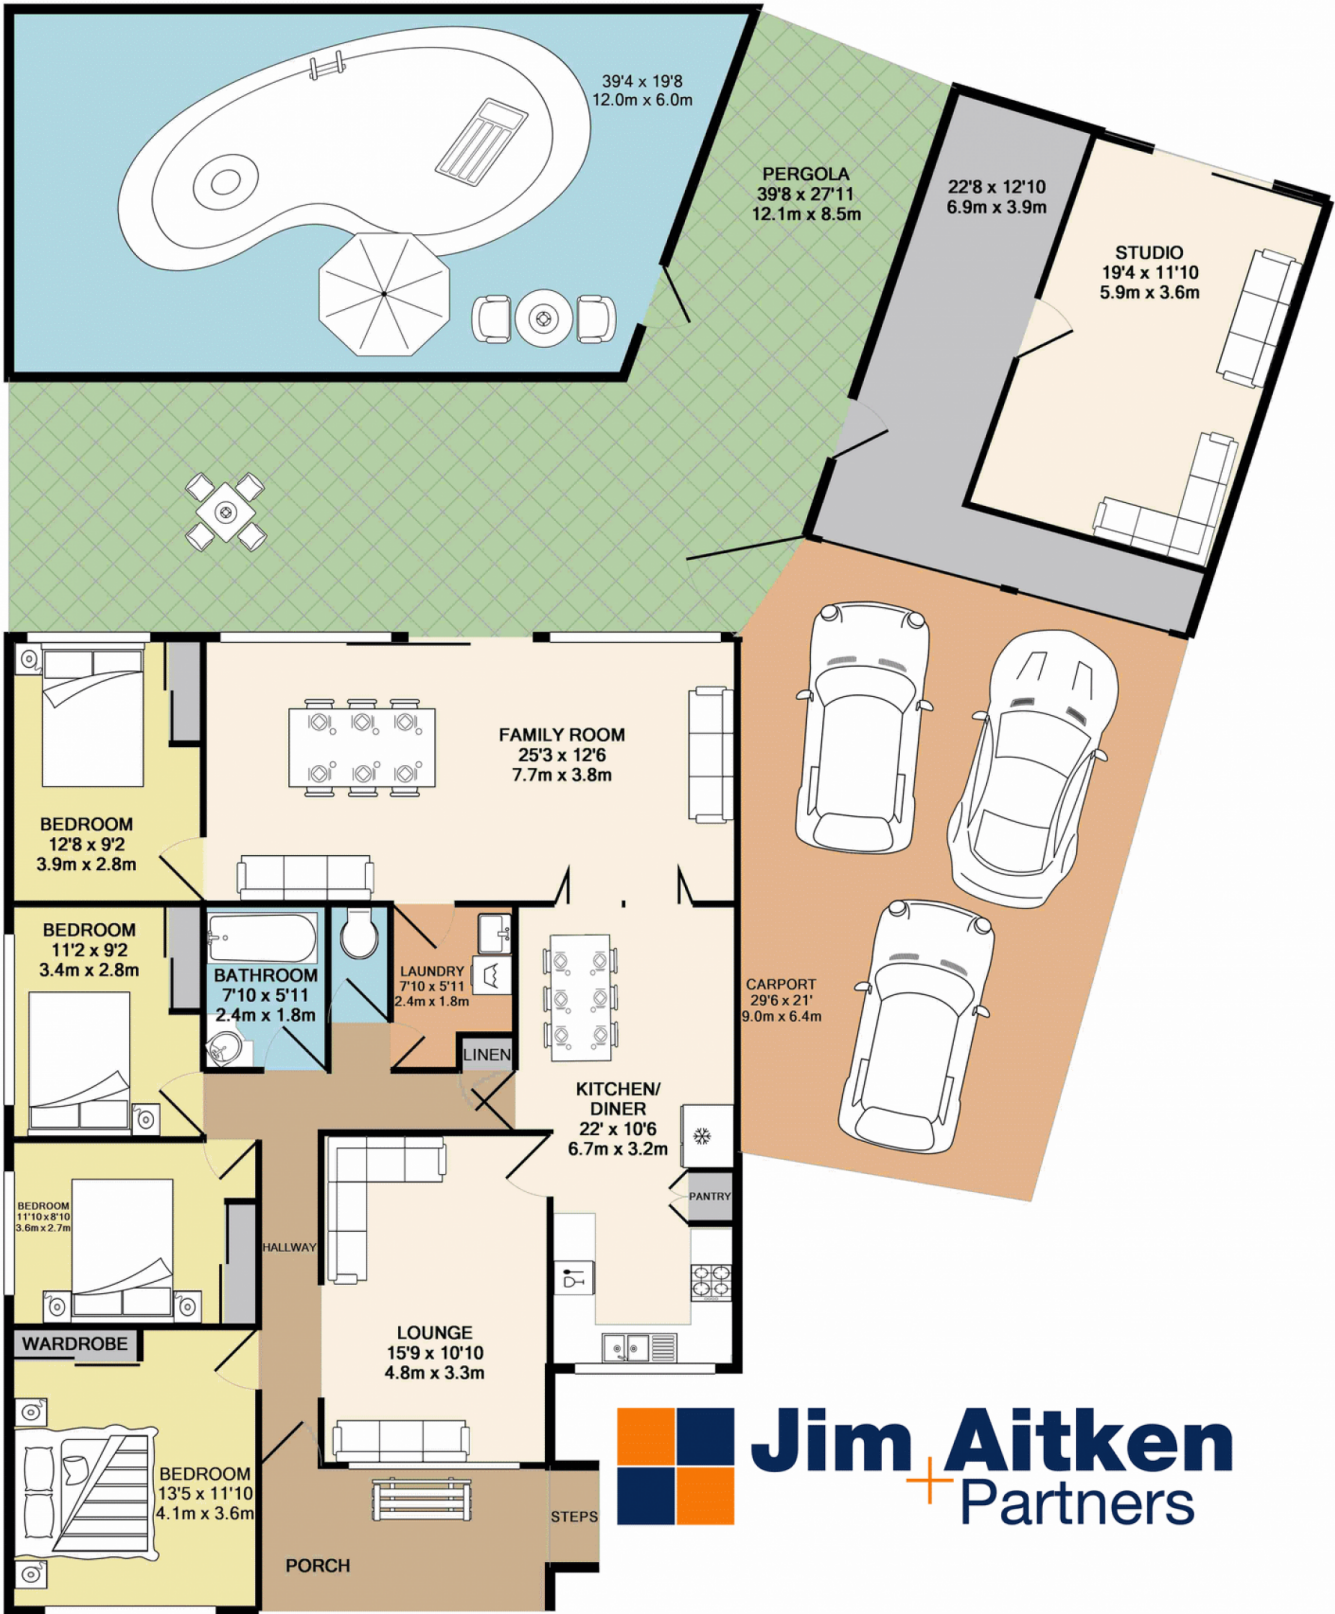 39'4 x 19'8
12.0m x 6.0m
PERGOLA
39'8 x 27'11
12.1m x 8.5m
22'8 x 12'10
6.9m x 3.9m
STUDIO
19'4 x 11'10
5.9m x 3.6m
FAMILY ROOM
25'3 x 12'6
7.7m x 3.8m
BEDROOM
12'8 x 9'2
3.9m x 2.8m
BEDROOM
11'2 x 9'2
3.4m x 2.8m
BATHROOM
7'10 x 5'11
2.4m x 1.8m
LAUNDRY
7'10 x 5'11
2.4m x 1.8m
CARPORT
29'6 x 21'
9.0m x 6.4m
LINEN
KITCHEN/
DINER
22' x 10'6
6.7m x 3.2m
PANTRY
BEDROOM
11'10 x 8'10
3.6m x 2.7m
HALLWAY
WARDROBE
LOUNGE
15'9 x 10'10
4.8m x 3.3m
BEDROOM
13'5 x 11'10
4.1m x 3.6m
STEPS
PORCH
Jim Aitken
+ Partners